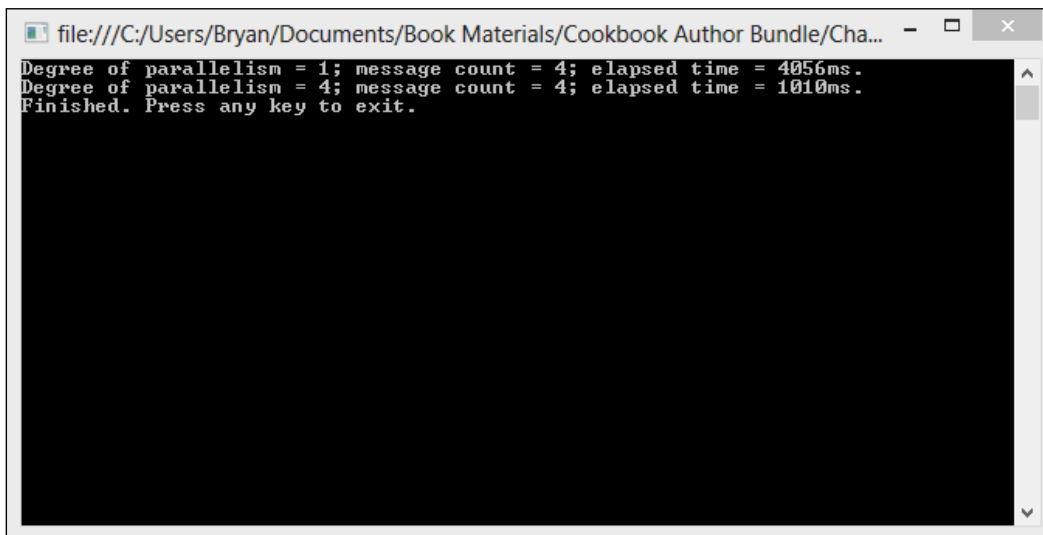 file:///C:/Users/Bryan/Documents/Book Materials/Cookbook Author Bundle/Cha...
Degree of parallelism = 1; message count = 4; elapsed time = 4056ms.
Degree of parallelism = 4; message count = 4; elapsed time = 1010ms.
Finished. Press any key to exit.